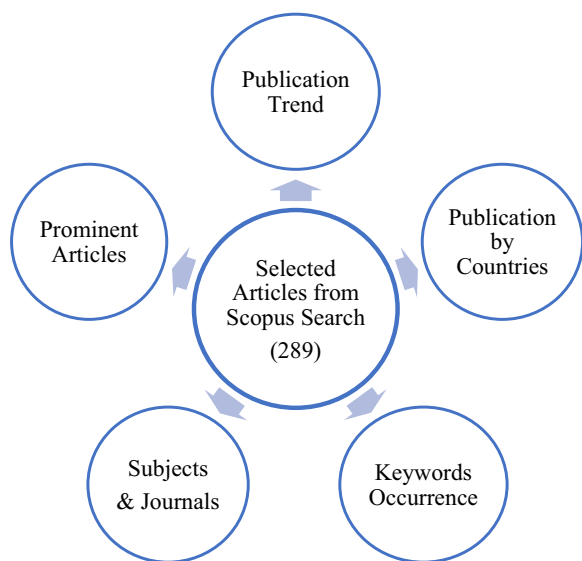 Publication
Trend
Prominent
Articles
Publication
by
Countries
Selected
Articles from
Scopus Search
(289)
Subjects
& Journals
Keywords
Occurrence